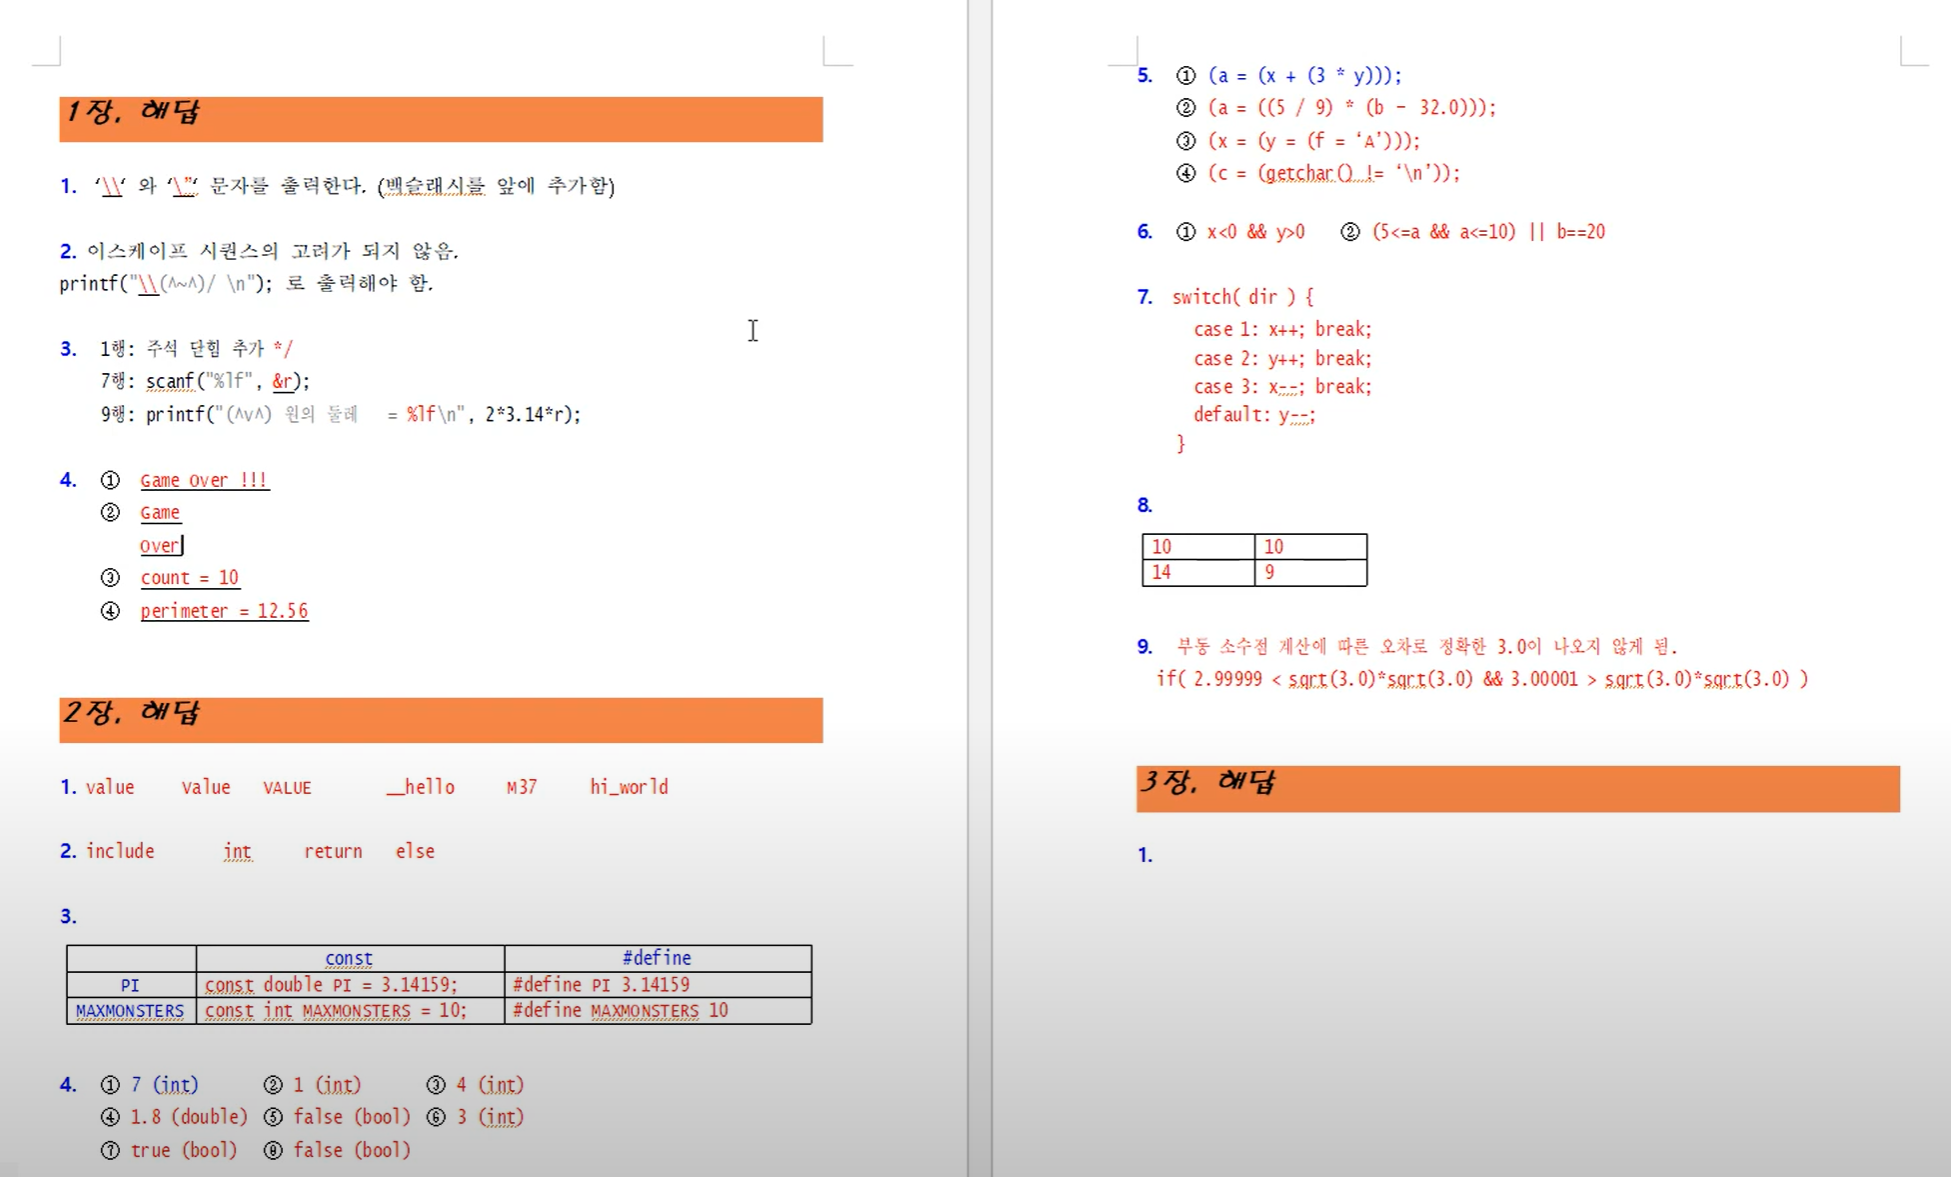 1장. 해답
1. ‘\\‘ 와 ‘\”‘ 문자를 출력한다. (백슬래시를 앞에 추가함)
2. 이스케이프 시퀀스의 고려가 되지 않음.
printf("\\(^~^)/ \n"); 로 출력해야 함.
3. 1행: 주석 닫힘 추가 */
7행: scanf("%lf", &r);
9행: printf("(^v^) 원의 둘레 = %lf\n", 2*3.14*r);
4. ① Game Over !!!
② Game
Over
③ count = 10
④ perimeter = 12.56
2장. 해답
1. value Value VALUE __hello M37 hi_world
2. include int return else
3.
const #define
PI const double PI = 3.14159; #define PI 3.14159
MAXMONSTERS const int MAXMONSTERS = 10; #define MAXMONSTERS 10
4. ① 7 (int) ② 1 (int) ③ 4 (int)
④ 1.8 (double) ⑤ false (bool) ⑥ 3 (int)
⑦ true (bool) ⑧ false (bool)
5. ① (a = (x + (3 * y)));
② (a = ((5 / 9) * (b - 32.0)));
③ (x = (y = (f = ‘A’)));
④ (c = (getchar() != ‘\n’));
6. ① x<0 && y>0 ② (5<=a && a<=10) || b==20
7. switch( dir ) {
case 1: x++; break;
case 2: y++; break;
case 3: x--; break;
default: y--;
}
8.
10 10
14 9
9. 부동 소수점 계산에 따른 오차로 정확한 3.0이 나오지 않게 됨.
if( 2.99999 < sqrt(3.0)*sqrt(3.0) && 3.00001 > sqrt(3.0)*sqrt(3.0) )
3장. 해답
1.